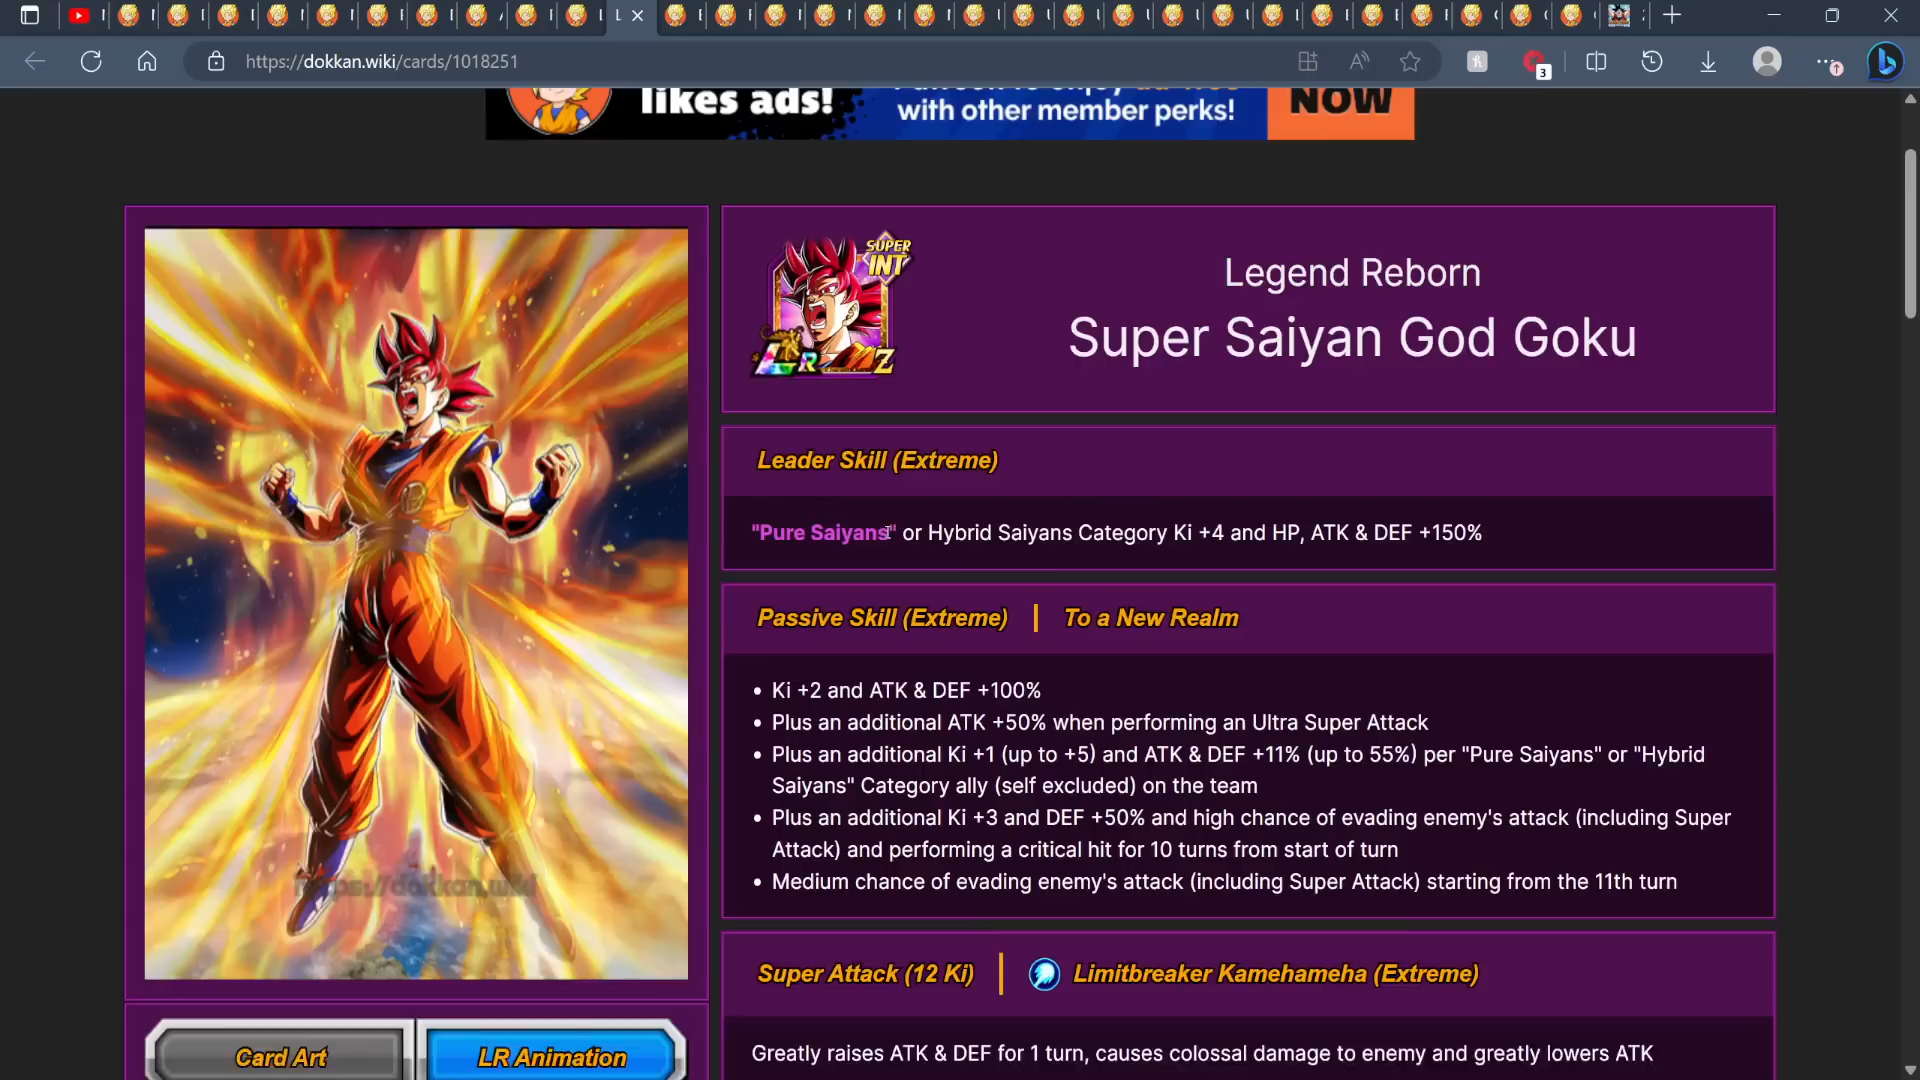 https://dokkan.wiki/cards/1018251
3
likes ads!
with other member perks!
NOW
SUPER
INT
LR
Z
Legend Reborn
Super Saiyan God Goku
Leader Skill (Extreme)
"Pure Saiyans" or Hybrid Saiyans Category Ki +4 and HP, ATK & DEF +150%
Passive Skill (Extreme) | To a New Realm
• Ki +2 and ATK & DEF +100%
• Plus an additional ATK +50% when performing an Ultra Super Attack
• Plus an additional Ki +1 (up to +5) and ATK & DEF +11% (up to 55%) per "Pure Saiyans" or "Hybrid
Saiyans" Category ally (self excluded) on the team
• Plus an additional Ki +3 and DEF +50% and high chance of evading enemy's attack (including Super
Attack) and performing a critical hit for 10 turns from start of turn
• Medium chance of evading enemy's attack (including Super Attack) starting from the 11th turn
https://dokkan.wiki
Super Attack (12 Ki) | Limitbreaker Kamehameha (Extreme)
Greatly raises ATK & DEF for 1 turn, causes colossal damage to enemy and greatly lowers ATK
Card Art
LR Animation